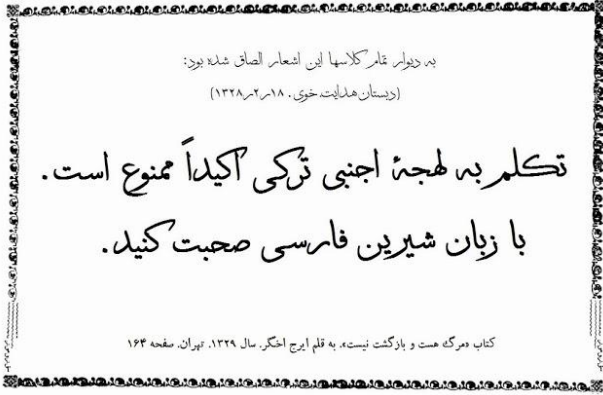 به دیوار تمام کلاسها این اشعار الصاق شده بود:
(دبستان هدایت، خوی. ۱۸ر۲ر۱۳۲۸)
تکلم به لهجهٔ اجنبی ترکی اکیداً ممنوع است.
با زبان شیرین فارسی صحبت کنید.
کتاب «مرگ هست و بازگشت نیست»، به قلم ایرج اخگر. سال ۱۳۲۹. تهران. صفحه ۱۶۴